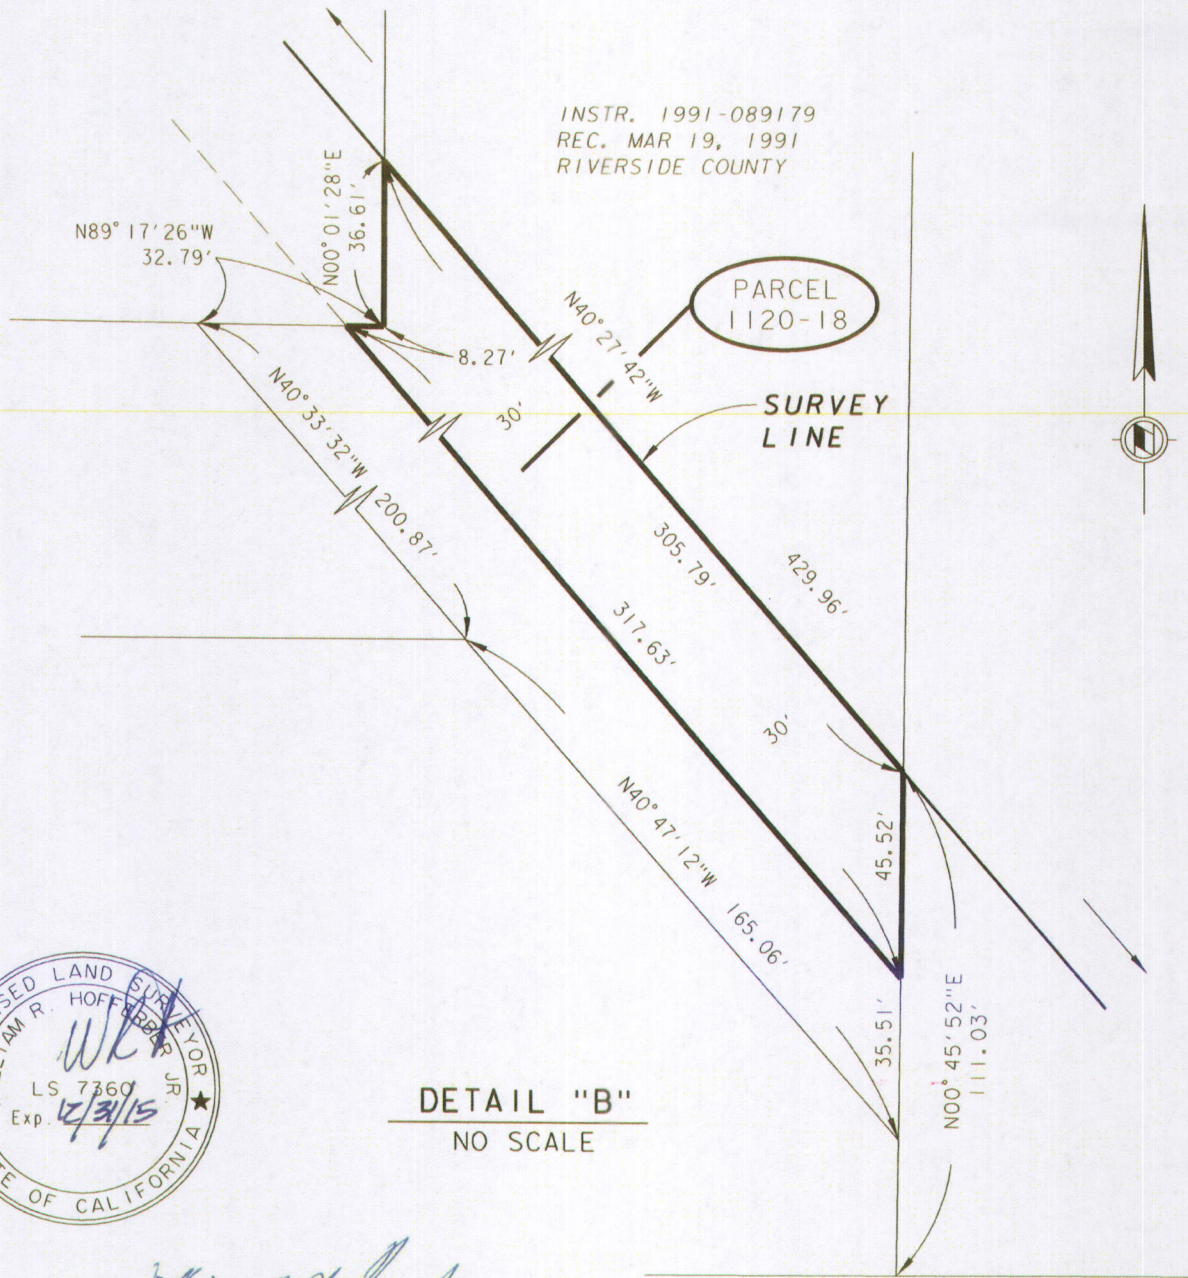 INSTR. 1991-089179
REC. MAR 19, 1991
RIVERSIDE COUNTY
N00°01'28"E
36.61'
N89°17'26"W
32.79'
PARCEL
1120-18
N40°27'42"W
8.27'
SURVEY
LINE
30'
N40°33'32"W
200.87'
305.79'
429.96'
317.63'
30'
N40°47'12"W
165.06'
45.52'
35.51'
N00°45'52"E
111.03'
LAND SURVEYOR
R. HOFFERBER JR.
LS 7360
Exp. 12/31/15
OF CALIFORNIA
DETAIL "B"
NO SCALE